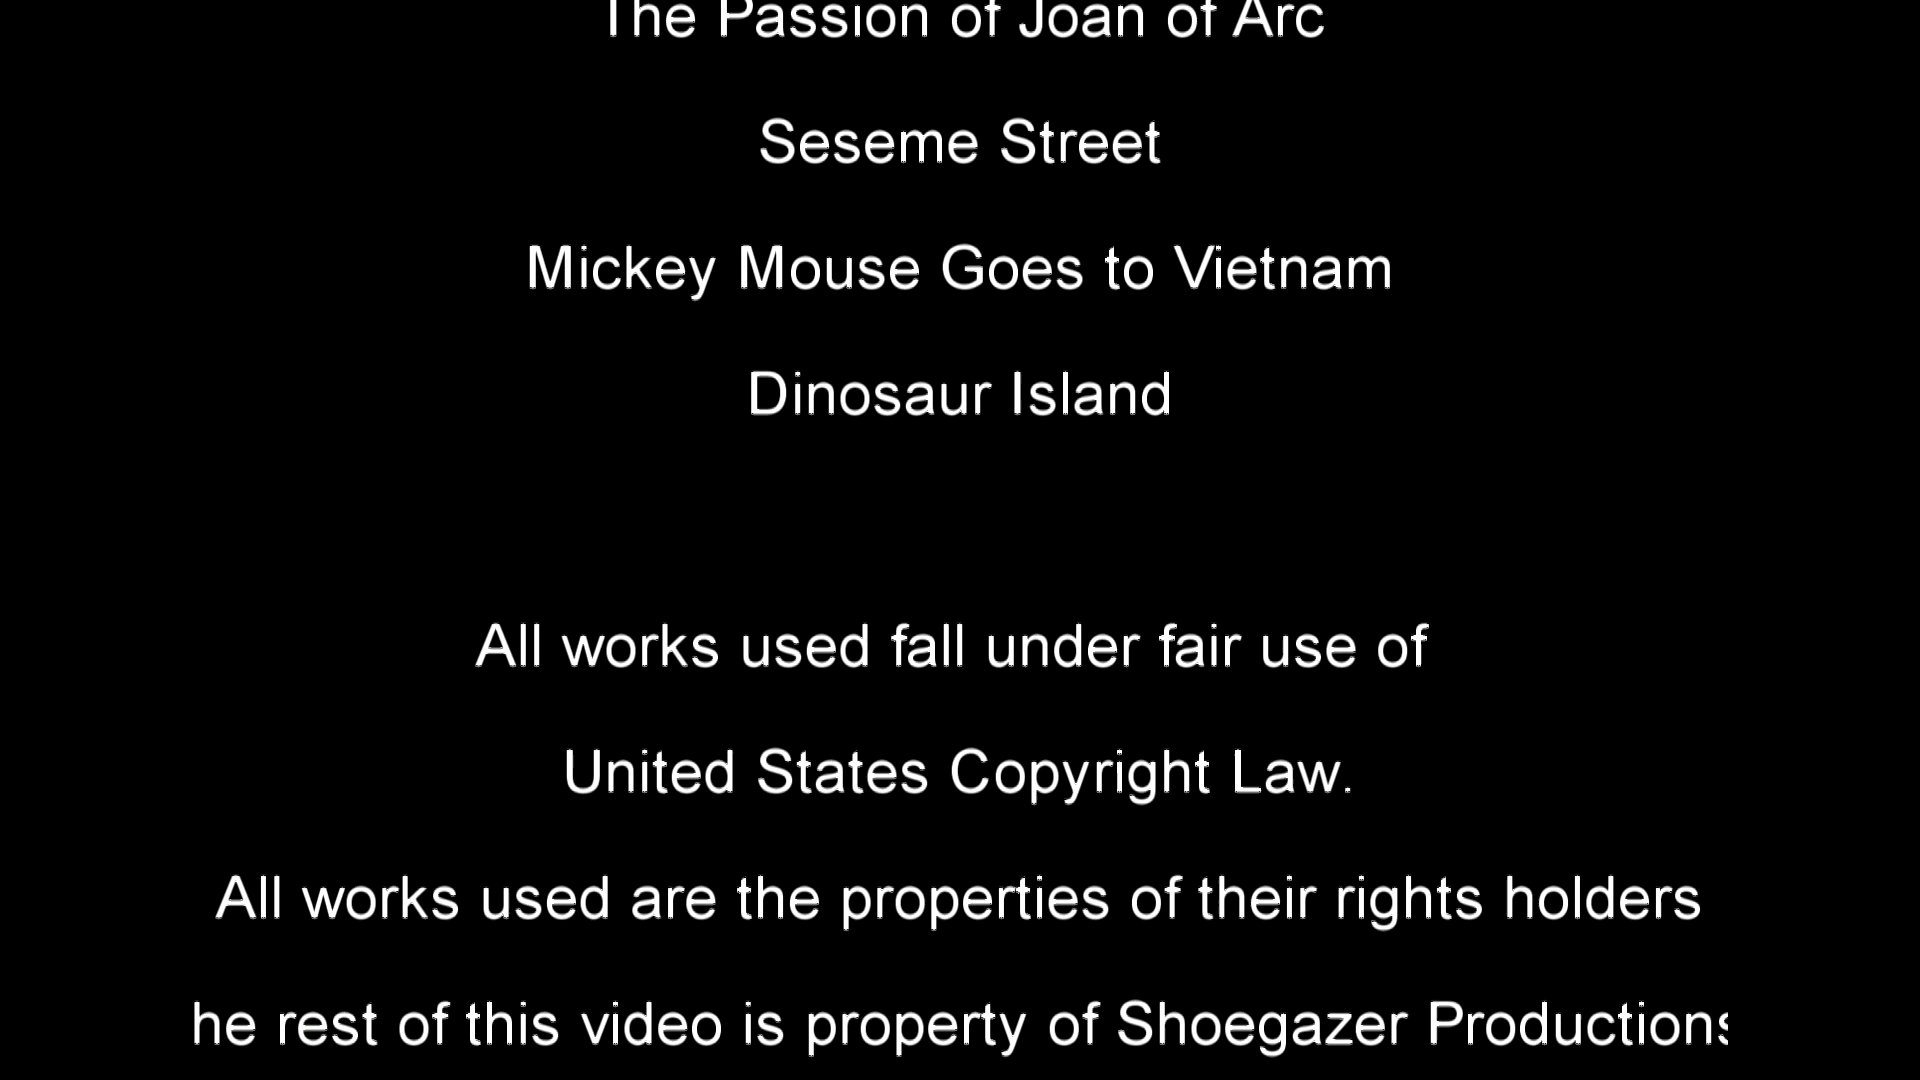 The Passion of Joan of Arc
Seseme Street
Mickey Mouse Goes to Vietnam
Dinosaur Island
All works used fall under fair use of
United States Copyright Law.
All works used are the properties of their rights holders
he rest of this video is property of Shoegazer Productions